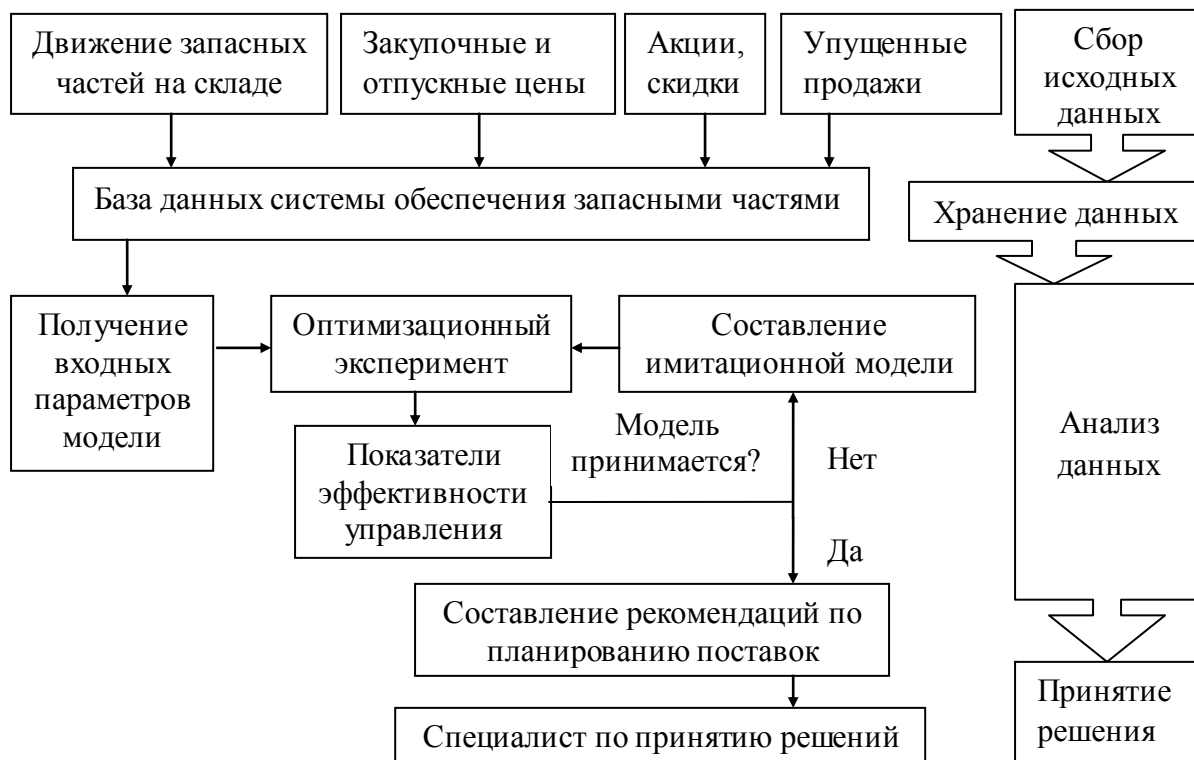 Движение запасных
частей на складе
Закупочные и
отпускные цены
Акции,
скидки
Упущенные
продажи
Сбор
исходных
данных
База данных системы обеспечения запасными частями
Хранение данных
Получение
входных
параметров
модели
Оптимизационный
эксперимент
Составление
имитационной модели
Показатели
эффективности
управления
Модель
принимается?
Нет
Да
Анализ
данных
Составление рекомендаций по
планированию поставок
Специалист по принятию решений
Принятие
решения